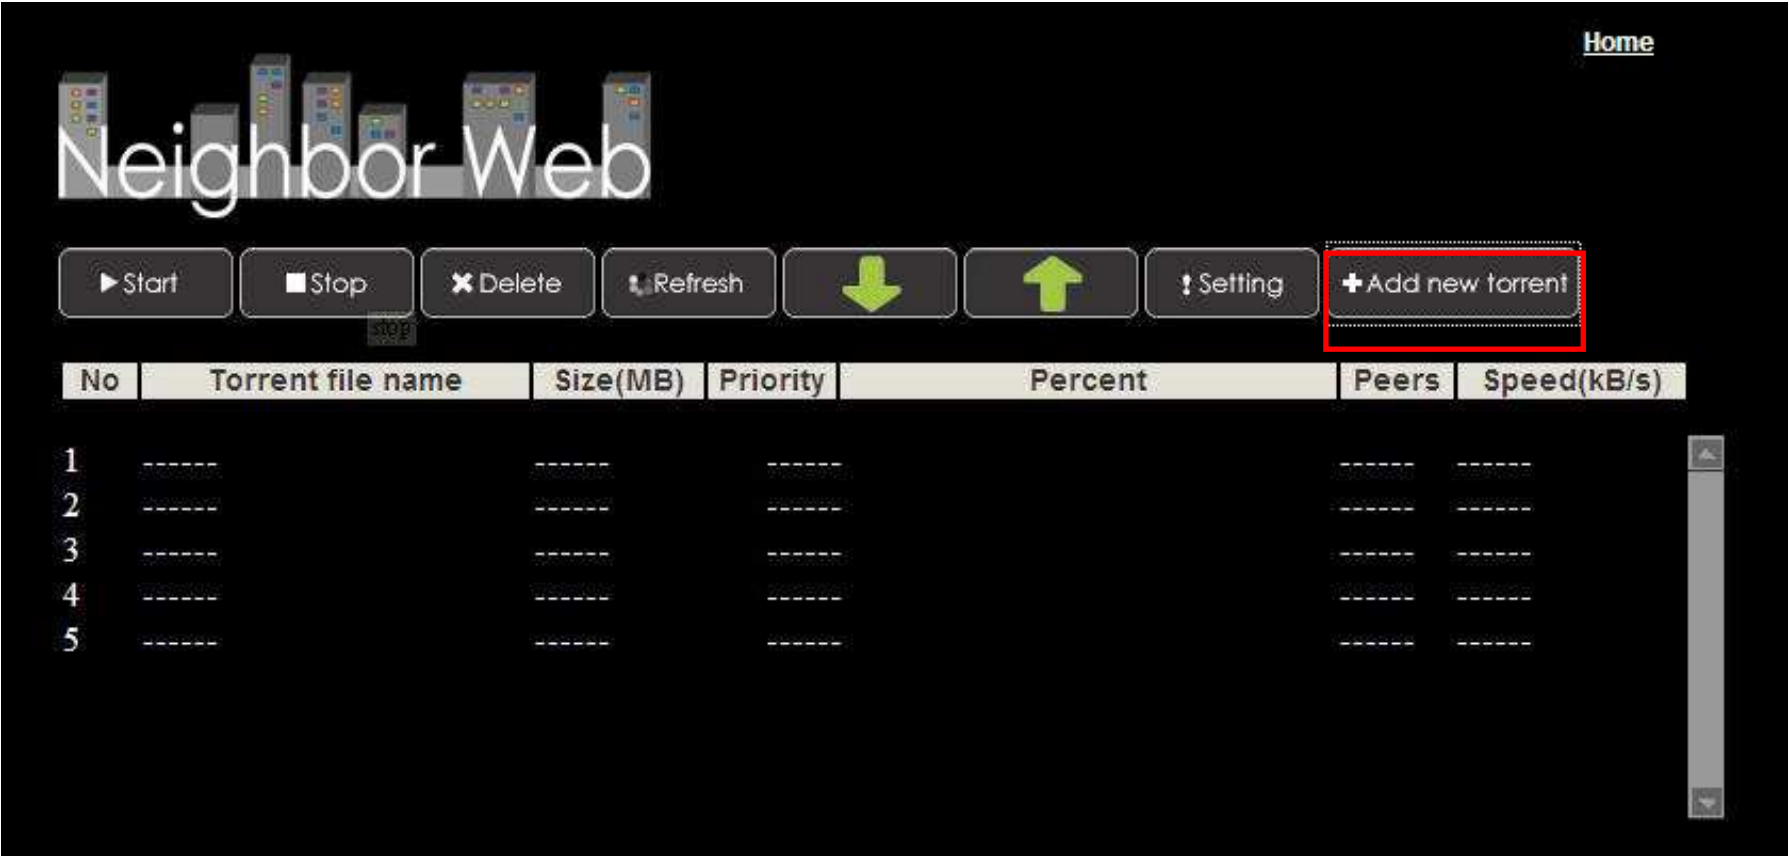 Home
Neighbor Web
Start Stop Delete Refresh Setting Add new torrent
stop
No Torrent file name Size(MB) Priority Percent Peers Speed(kB/s)
1 ------ ------ ------ ------ ------
2 ------ ------ ------ ------ ------
3 ------ ------ ------ ------ ------
4 ------ ------ ------ ------ ------
5 ------ ------ ------ ------ ------